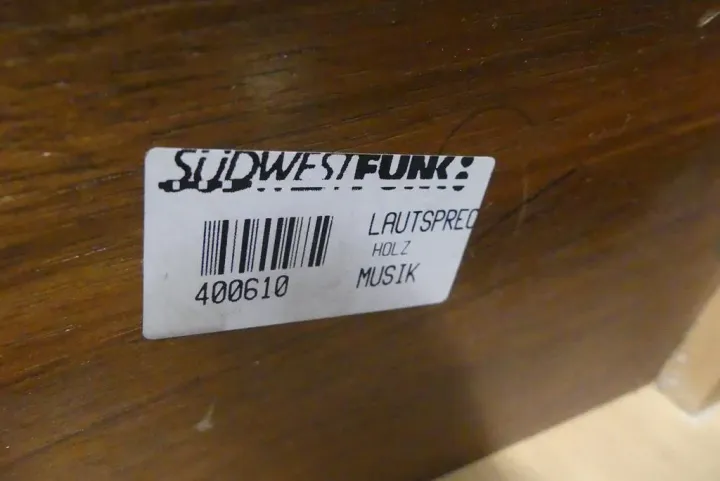 SÜDWESTFUNK:
LAUTSPREC
HOLZ
400610
MUSIK